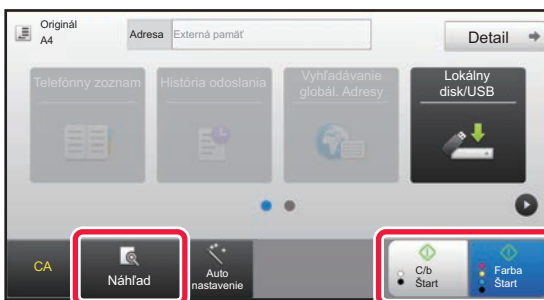 Originál
A4
Adresa
Externá pamäť
Detail
Telefónny zoznam
História odoslania
Vyhľadávanie
globál. Adresy
Lokálny
disk/USB
CA
Náhľad
Auto
nastavenie
C/b
Štart
Farba
Štart